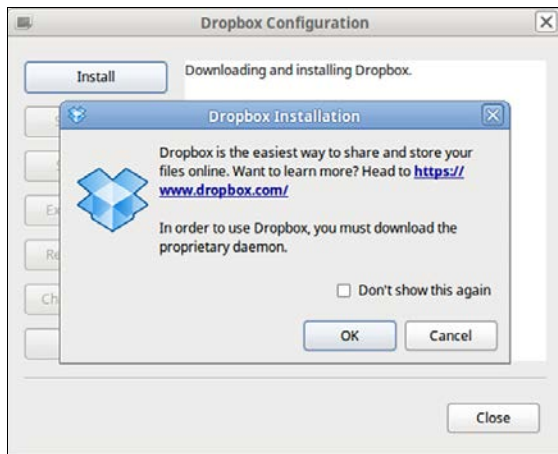 Dropbox Configuration
Install
Downloading and installing Dropbox.
Dropbox Installation
Dropbox is the easiest way to share and store your
files online. Want to learn more? Head to https://
www.dropbox.com/
In order to use Dropbox, you must download the
proprietary daemon.
Don't show this again
OK
Cancel
Close